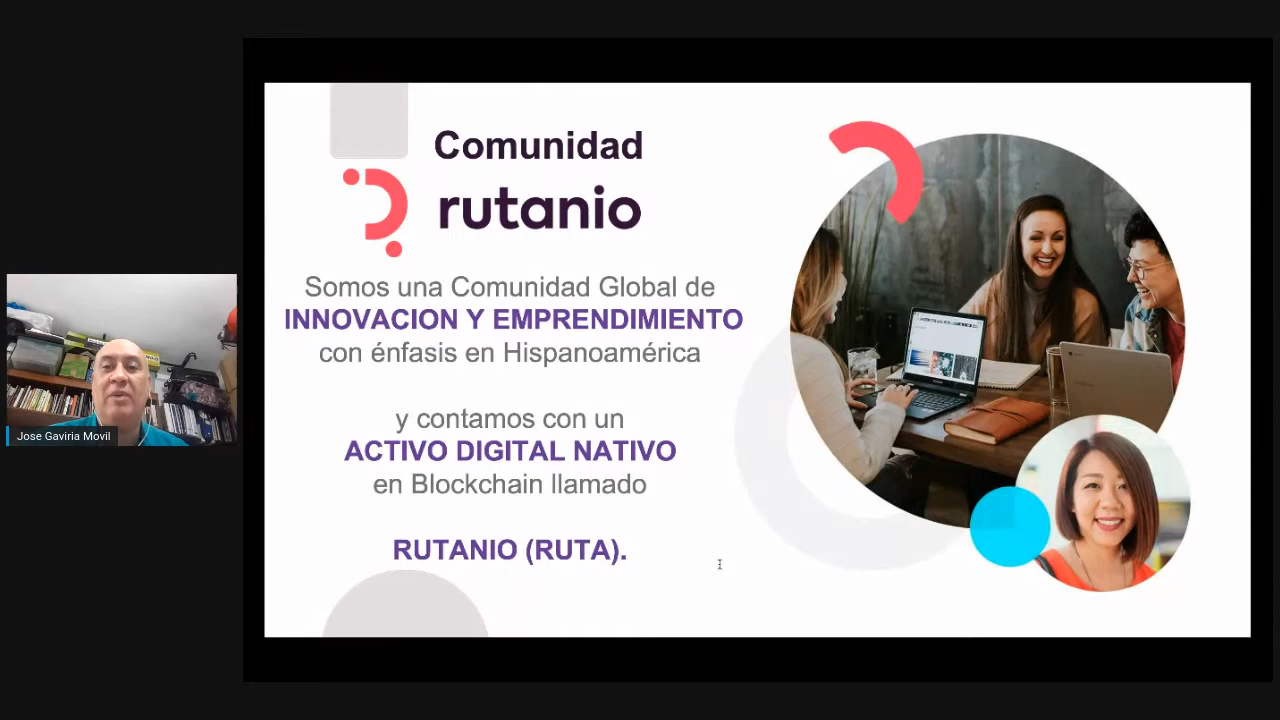 Comunidad
rutanio
Somos una Comunidad Global de
INNOVACION Y EMPRENDIMIENTO
con énfasis en Hispanoamérica
y contamos con un
ACTIVO DIGITAL NATIVO
en Blockchain llamado
RUTANIO (RUTA).
Jose Gaviria Movil